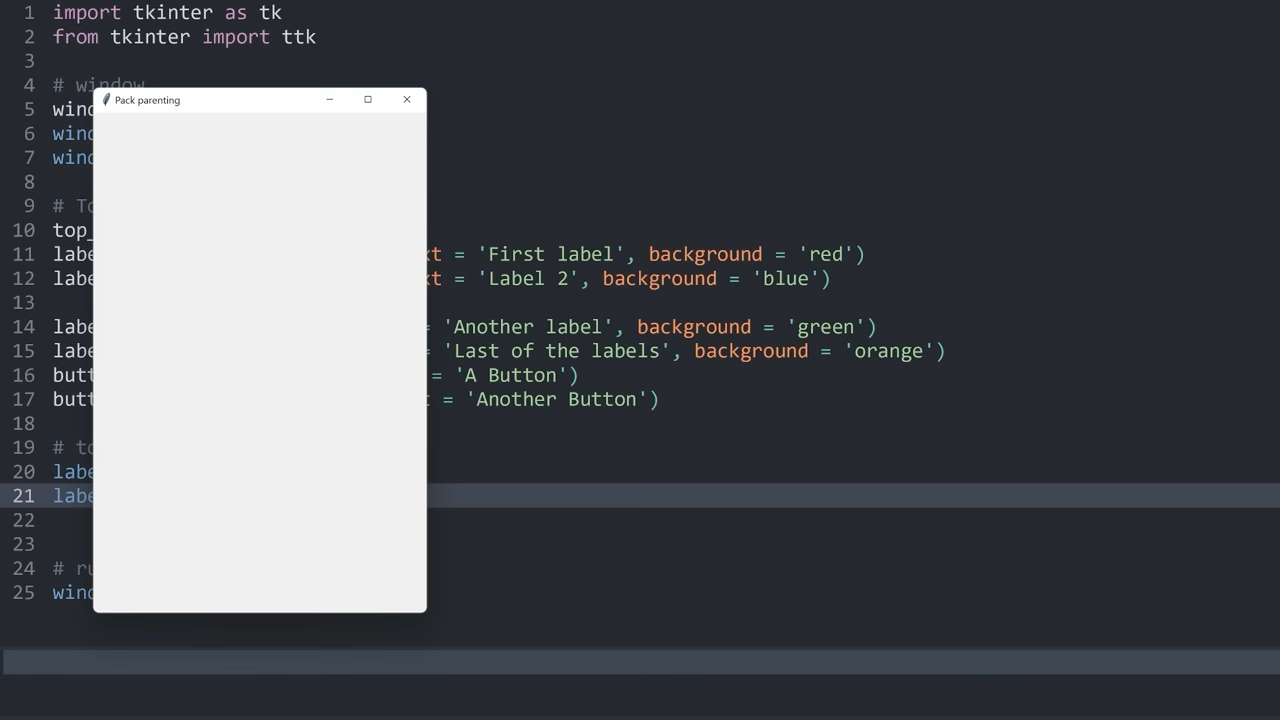 1 import tkinter as tk
2 from tkinter import ttk
3
4 # window
Pack parenting
5 wind
6 wind
7 wind
8
9 # To
10 top_
11 labe xt = 'First label', background = 'red')
12 labe xt = 'Label 2', background = 'blue')
13
14 labe = 'Another label', background = 'green')
15 labe = 'Last of the labels', background = 'orange')
16 butt = 'A Button')
17 butt t = 'Another Button')
18
19 # to
20 labe
21 labe
22
23
24 # ru
25 wind